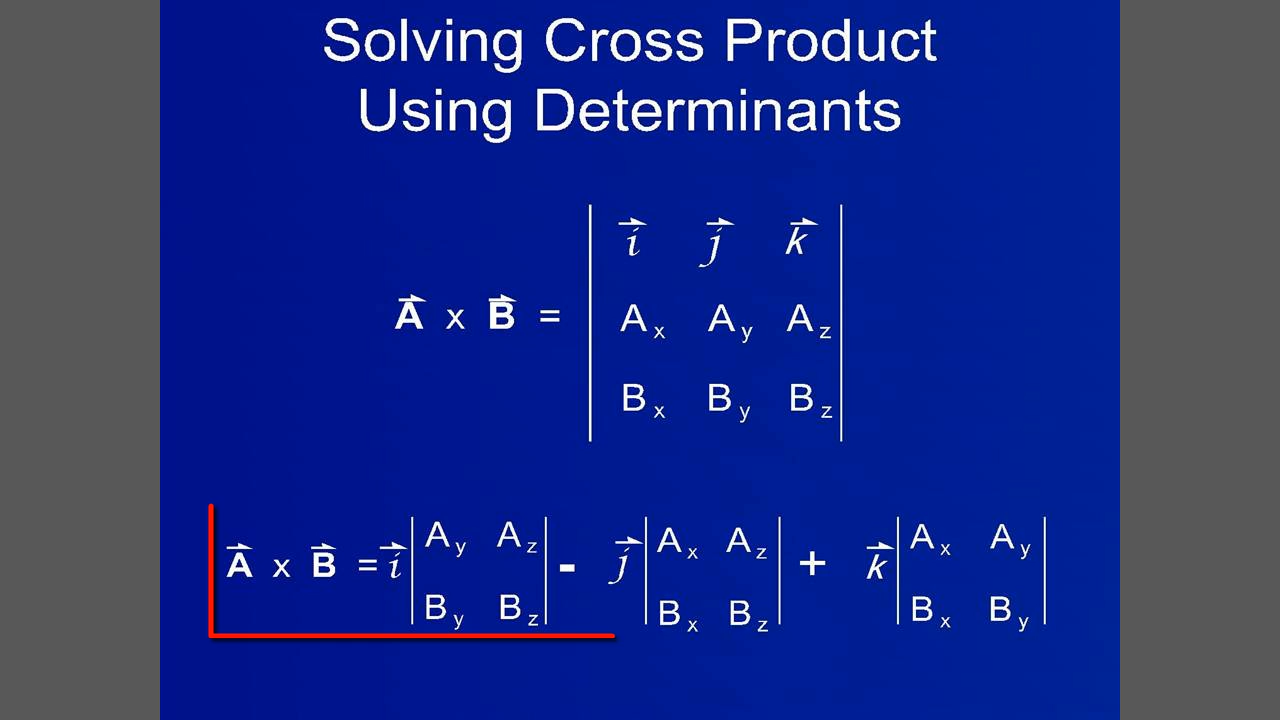 Solving Cross Product
Using Determinants
i j k
A x B =
A x A y A z
B x B y B z
A y A z A x A z A x A y
A x B = i - j + k
B y B z B x B z B x B y